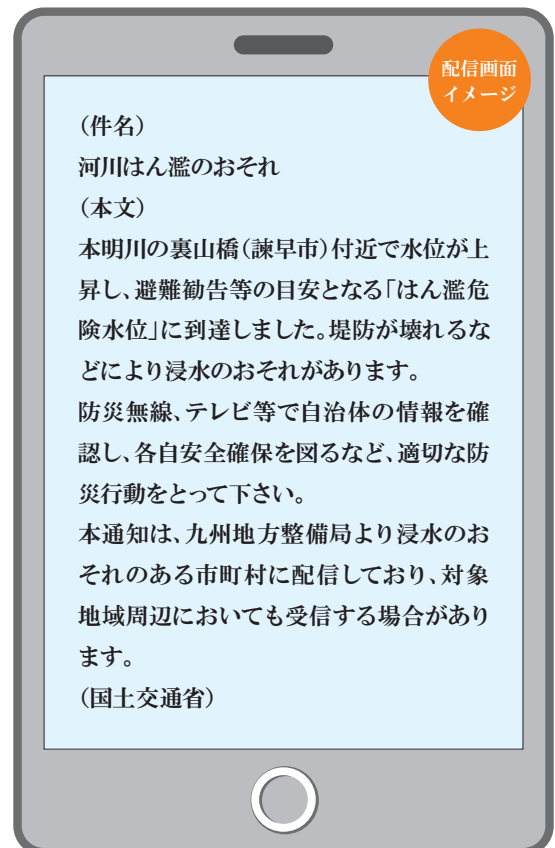 配信画面
イメージ
（件名）
河川はん濫のおそれ
（本文）
本明川の裏山橋（諫早市）付近で水位が上
昇し、避難勧告等の目安となる「はん濫危
険水位」に到達しました。堤防が壊れるな
どにより浸水のおそれがあります。
防災無線、テレビ等で自治体の情報を確
認し、各自安全確保を図るなど、適切な防
災行動をとって下さい。
本通知は、九州地方整備局より浸水のお
それのある市町村に配信しており、対象
地域周辺においても受信する場合があり
ます。
（国土交通省）